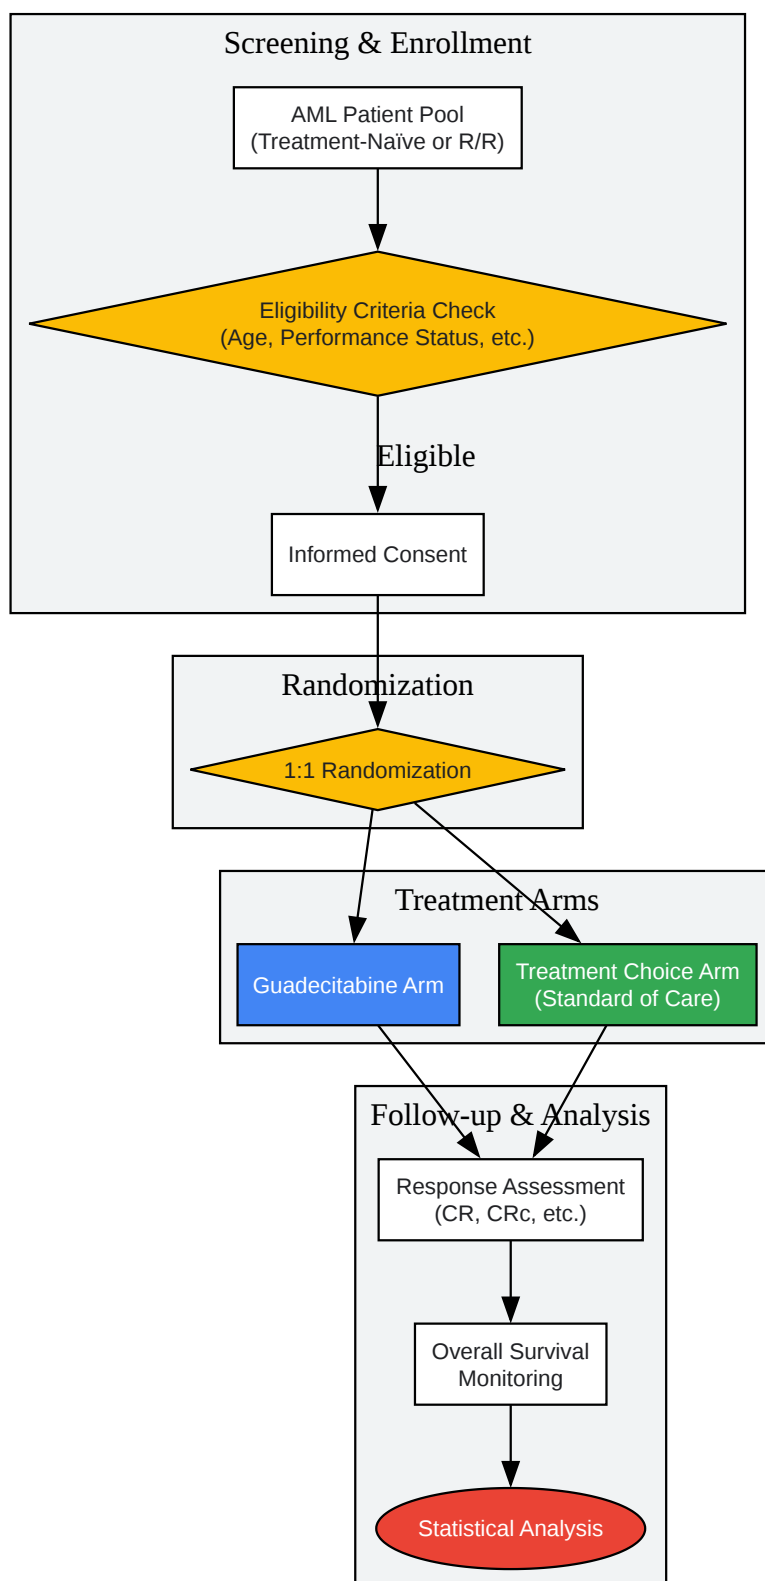 Screening & Enrollment
AML Patient Pool
(Treatment-Naïve or R/R)
Eligibility Criteria Check
(Age, Performance Status, etc.)
Eligible
Informed Consent
Randomization
1:1 Randomization
Treatment Arms
Guadecitabine Arm
Treatment Choice Arm
(Standard of Care)
Follow-up & Analysis
Response Assessment
(CR, CRc, etc.)
Overall Survival
Monitoring
Statistical Analysis